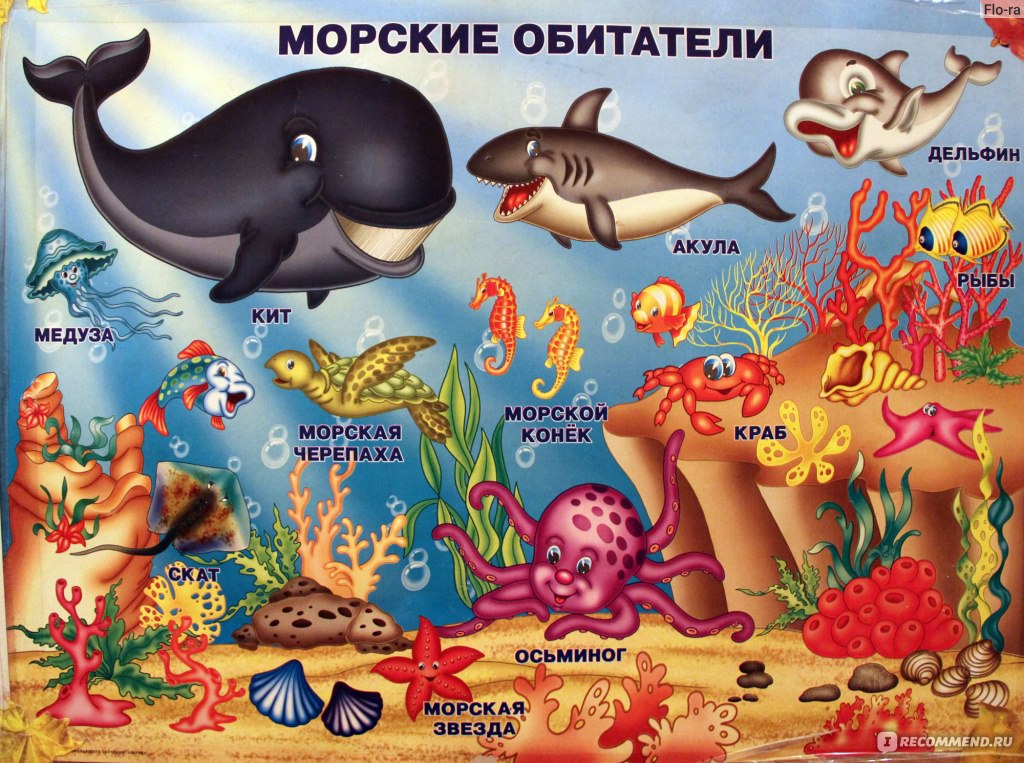 Flo-ra
МОРСКИЕ ОБИТАТЕЛИ
ДЕЛЬФИН
АКУЛА
РЫБЫ
КИТ
МЕДУЗА
МОРСКАЯ
ЧЕРЕПАХА
МОРСКОЙ
КОНЁК
КРАБ
СКАТ
ОСЬМИНОГ
МОРСКАЯ
ЗВЕЗДА
IRECOMMEND.RU